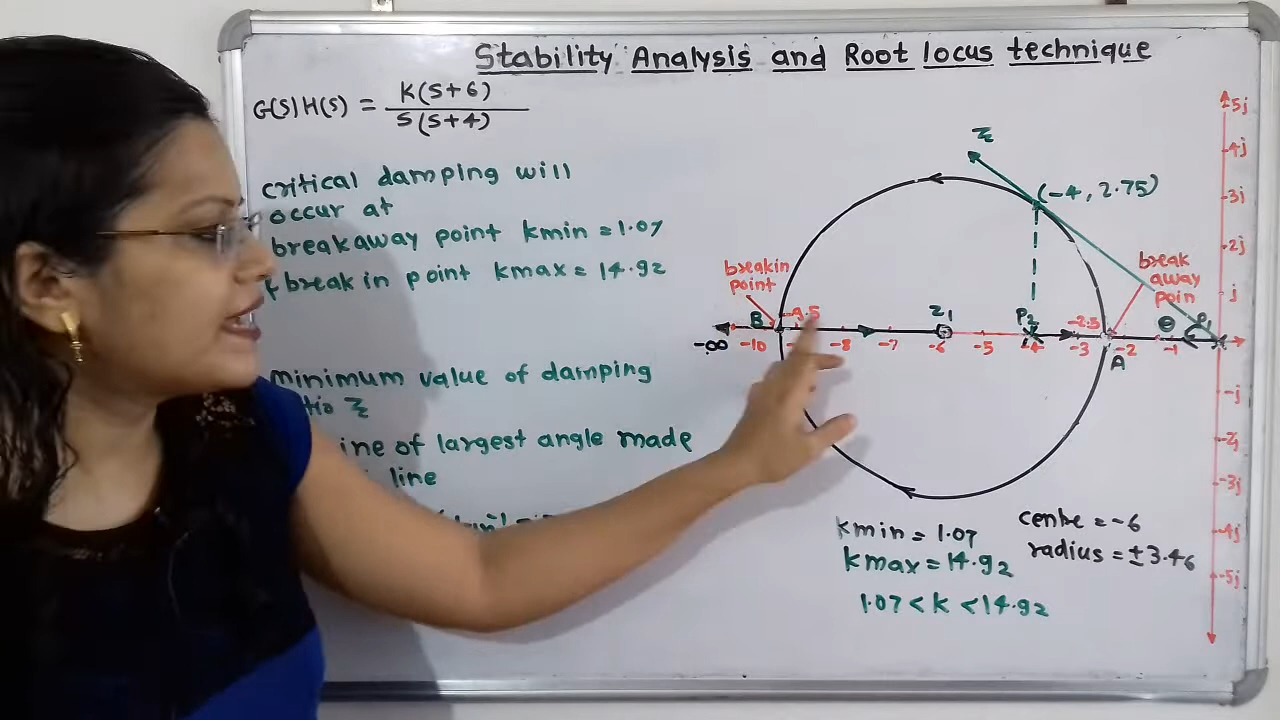 Stability Analysis and Root locus technique
G(S)H(S) = K(S+6)
S(S+4)
critical damping will
occur at
breakaway point kmin = 1.07
break in point kmax = 14.92
minimum value of damping
ξ
line of largest angle made
line
breakin
point
B
-9.5
-∞
-10
-8
-7
-6
-5
-4
-3
-2
-1
Z1
P2
-2.5
A
ξ
(-4, 2.75)
break
away
poin
θ
P1
5j
4j
3j
2j
j
-j
-3j
-4j
-5j
kmin = 1.07
kmax = 14.92
1.07 < K < 14.92
centre = -6
radius = ±3.46